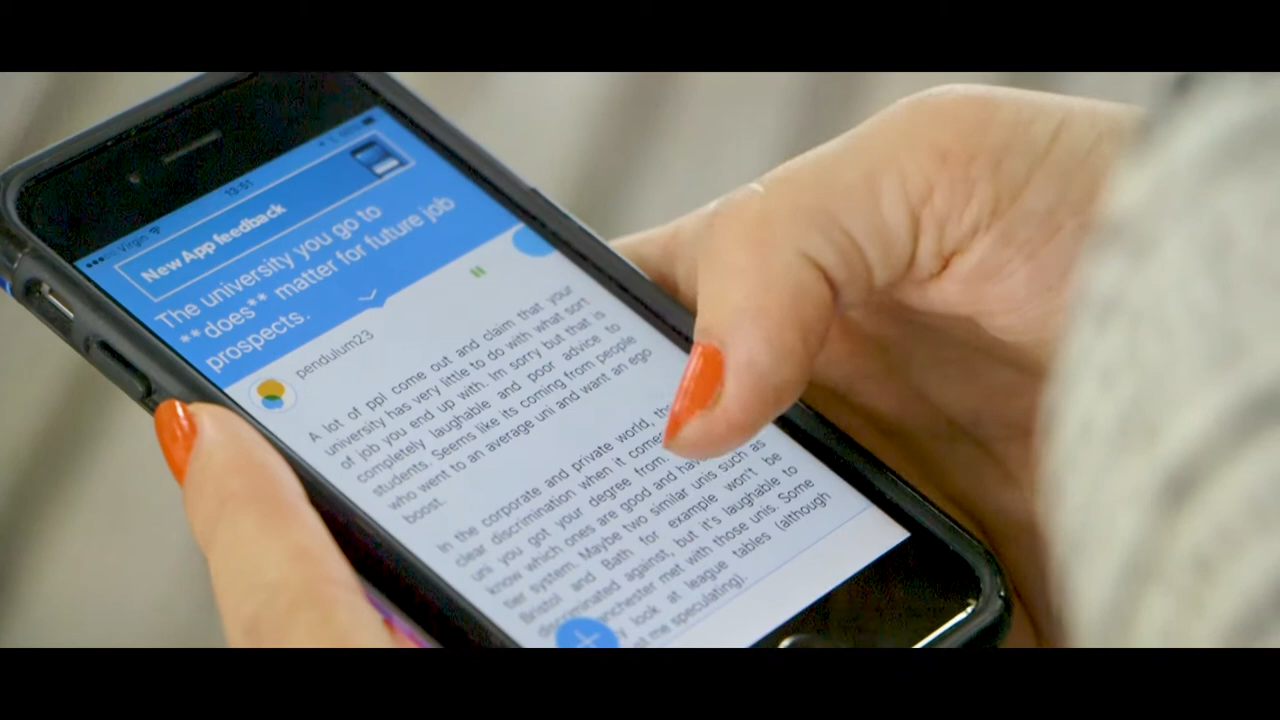 Virgin
13:51
New App feedback
The university you go to
**does** matter for future job
prospects.
pendulum23
A lot of ppl come out and claim that your
university has very little to do with what sort
of job you end up with. Im sorry but that is
completely laughable and poor advice to
students. Seems like its coming from people
who went to an average uni and want an ego
boost.
In the corporate and private world,
clear discrimination when it comes
uni you got your degree from.
know which ones are good and
tier system. Maybe two similar unis such as
Bristol and Bath for example won't be
discriminated against, but it's laughable to
met with those unis. Some
look at league tables (although
me speculating).